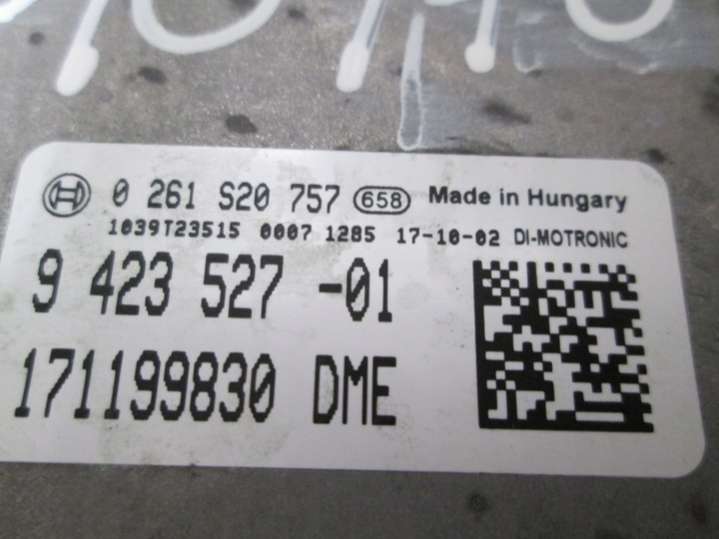 0 261 S20 757 658 Made in Hungary
1039T23515 0007 1285 17-10-02 DI-MOTRONIC
9 423 527 -01
171199830 DME